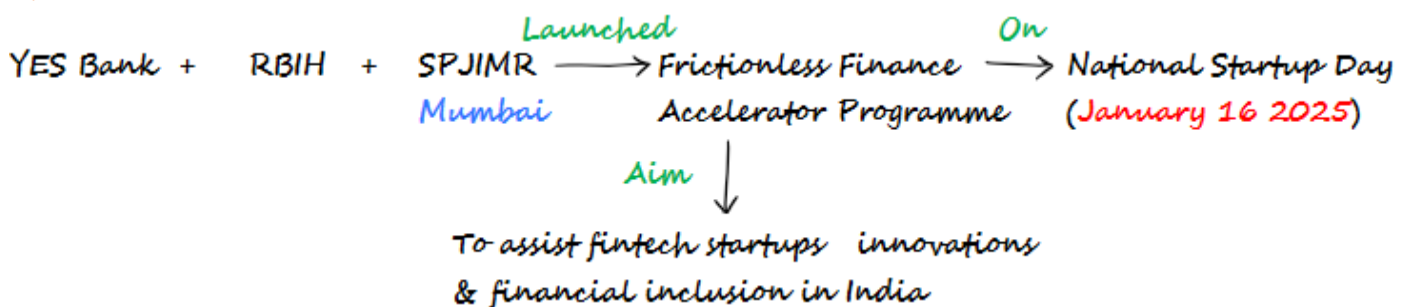 Launched On
YES Bank + RBIH + SPJIMR → Frictionless Finance → National Startup Day
Mumbai Accelerator Programme (January 16 2025)
Aim
To assist fintech startups innovations
& financial inclusion in India